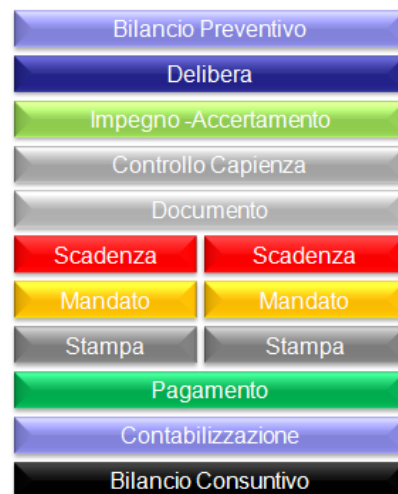 Bilancio Preventivo
Delibera
Impegno -Accertamento
Controllo Capienza
Documento
Scadenza Scadenza
Mandato Mandato
Stampa Stampa
Pagamento
Contabilizzazione
Bilancio Consuntivo